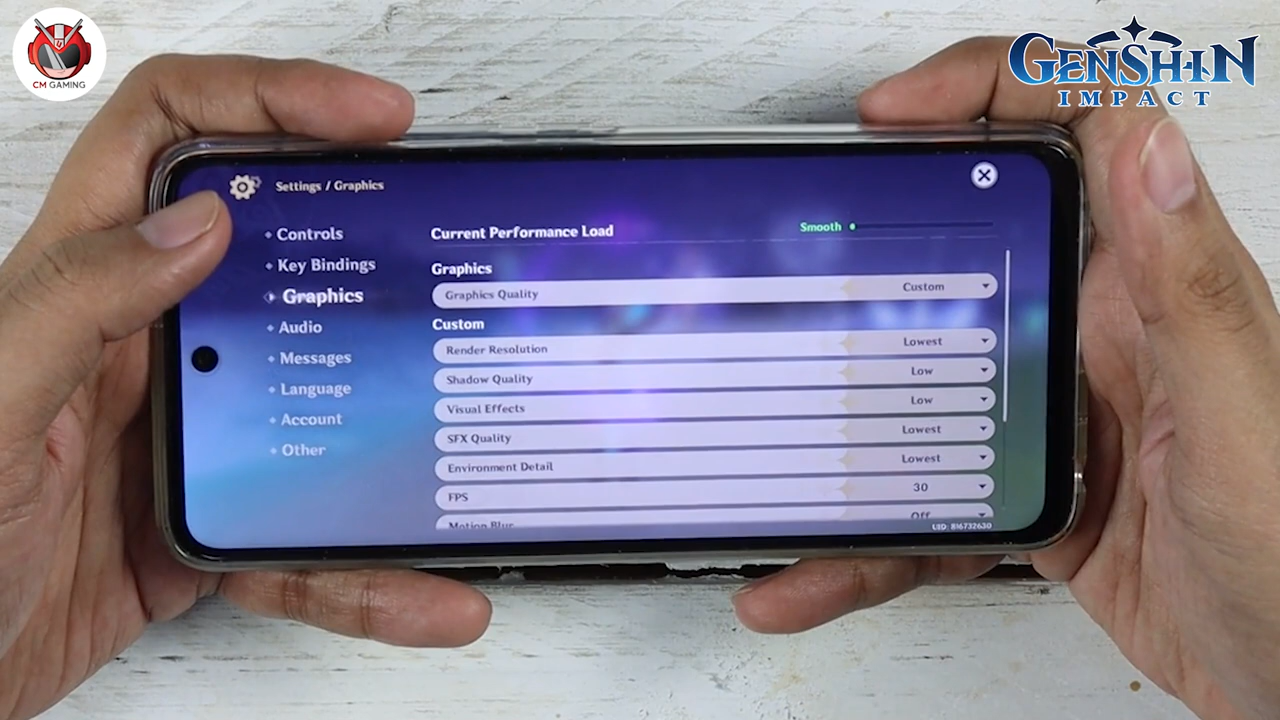 CM GAMING
GENSHIN
IMPACT
Settings / Graphics
Controls
Key Bindings
Graphics
Audio
Messages
Language
Account
Other
Current Performance Load Smooth
Graphics
Graphics Quality Custom
Custom
Render Resolution Lowest
Shadow Quality Low
Visual Effects Low
SFX Quality Lowest
Environment Detail Lowest
FPS 30
Motion Blur Off
UID: 816732630